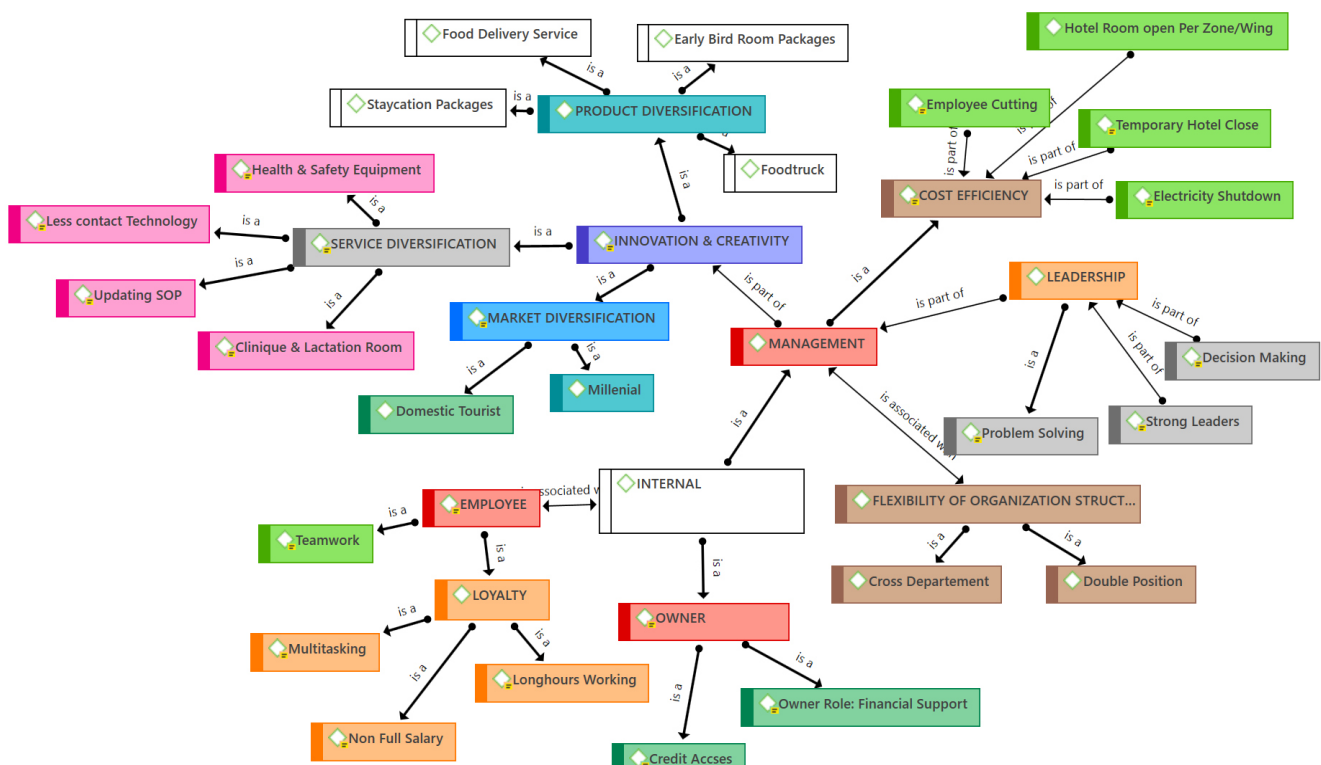 Food Delivery Service
Early Bird Room Packages
Hotel Room open Per Zone/Wing
is a
is a
Staycation Packages
is a
PRODUCT DIVERSIFICATION
Employee Cutting
Temporary Hotel Close
is part of
is part of
Foodtruck
Health & Safety Equipment
is a
COST EFFICIENCY
is part of
Electricity Shutdown
is a
Less contact Technology
is a
SERVICE DIVERSIFICATION
is a
INNOVATION & CREATIVITY
is a
Updating SOP
is a
is a
is a
is part of
is part of
LEADERSHIP
MARKET DIVERSIFICATION
MANAGEMENT
is part of
is part of
Decision Making
Clinique & Lactation Room
is a
is a
is a
Millenial
Domestic Tourist
is a
is associated with
Problem Solving
Strong Leaders
INTERNAL
EMPLOYEE
associated
FLEXIBILITY OF ORGANIZATION STRUCT...
is a
Teamwork
is a
is a
is a
is a
Cross Departement
Double Position
LOYALTY
is a
Multitasking
is a
is a
OWNER
is a
is a
Longhours Working
Owner Role: Financial Support
Non Full Salary
Credit Accses